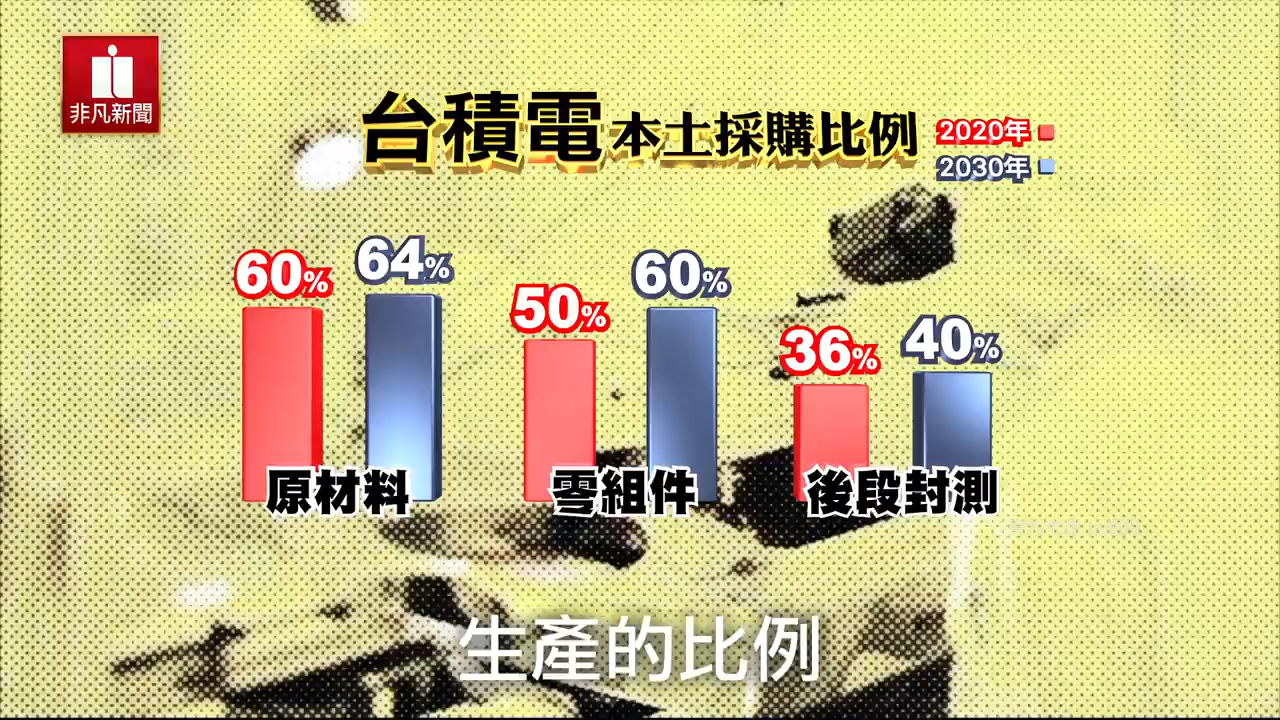 非凡新聞
台積電本土採購比例
2020年
2030年
60% 64% 50% 60% 36% 40%
原材料 零組件 後段封測
生產的比例